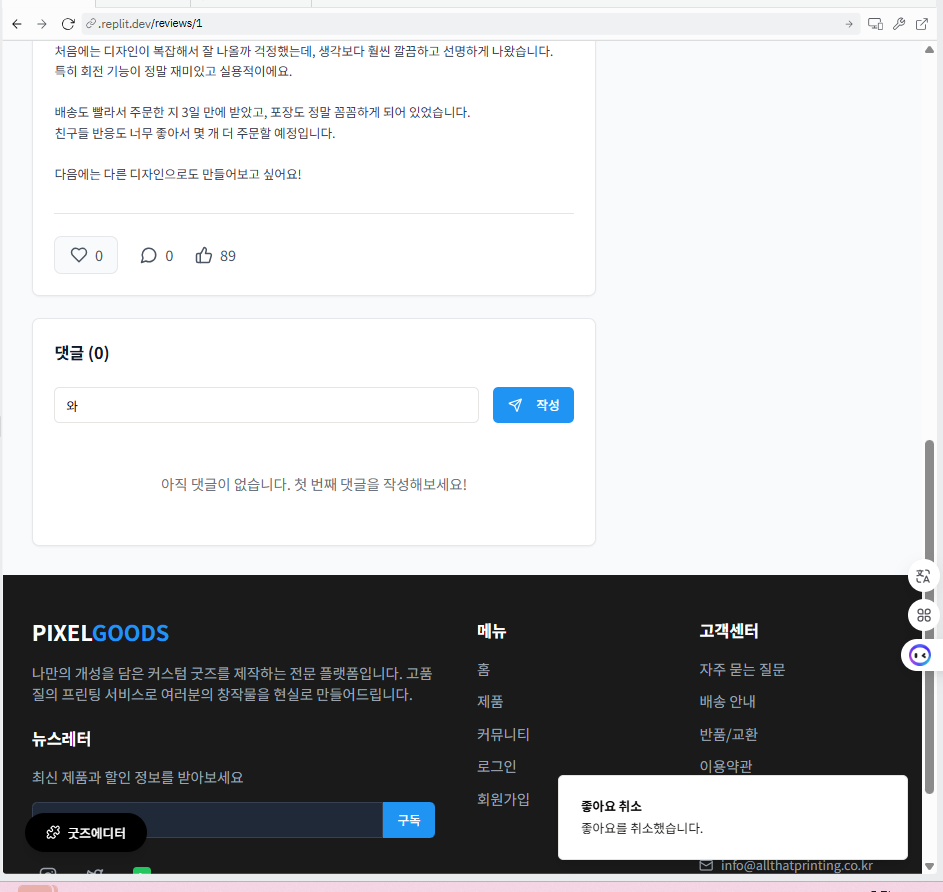 .replit.dev/reviews/1
처음에는 디자인이 복잡해서 잘 나올까 걱정했는데, 생각보다 훨씬 깔끔하고 선명하게 나왔습니다.
특히 회전 기능이 정말 재미있고 실용적이에요.
배송도 빨라서 주문한 지 3일 만에 받았고, 포장도 정말 꼼꼼하게 되어 있었습니다.
친구들 반응도 너무 좋아서 몇 개 더 주문할 예정입니다.
다음에는 다른 디자인으로도 만들어보고 싶어요!
0 0 89
댓글 (0)
와 작성
아직 댓글이 없습니다. 첫 번째 댓글을 작성해보세요!
PIXELGOODS
나만의 개성을 담은 커스텀 굿즈를 제작하는 전문 플랫폼입니다. 고품
질의 프린팅 서비스로 여러분의 창작물을 현실로 만들어드립니다.
뉴스레터
최신 제품과 할인 정보를 받아보세요
구독
굿즈에디터
메뉴
홈
제품
커뮤니티
로그인
회원가입
고객센터
자주 묻는 질문
배송 안내
반품/교환
이용약관
좋아요 취소
좋아요를 취소했습니다.
info@allthatprinting.co.kr